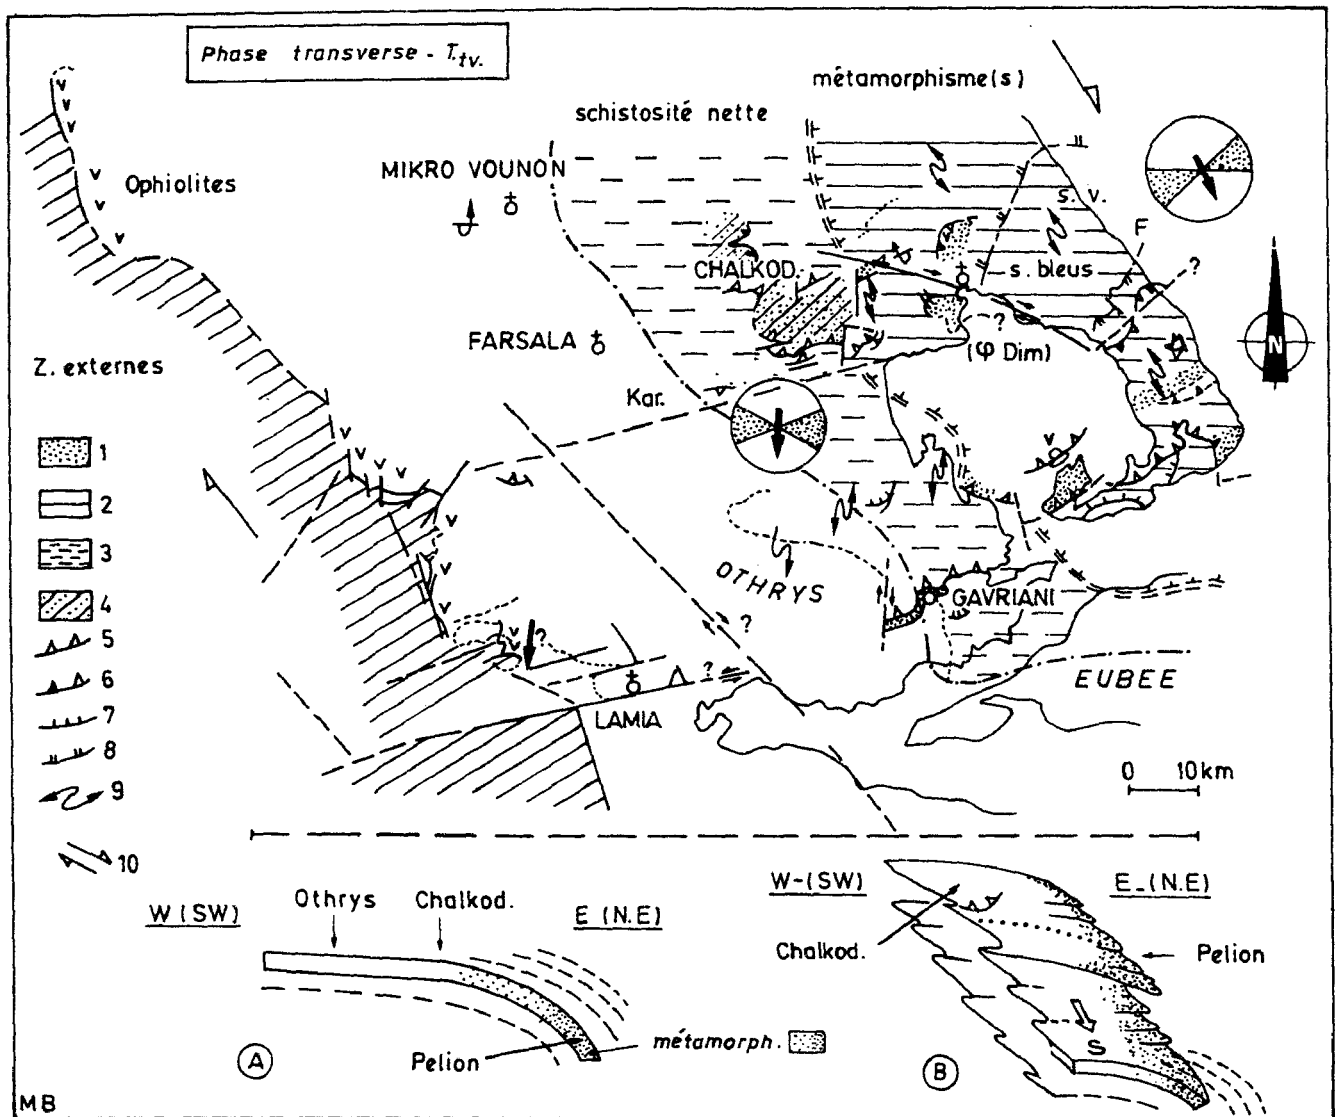 Phase transverse - T.tv.
métamorphisme(s)
schistosité nette
MIKRO VOUNON
Ophiolites
s. v.
F
?
CHALKOD.
s. bleus
?
(φ Dim)
FARSALA
N
Z. externes
Kar.
1
2
3
4
5
6
7
8
9
10
OTHRYS
GAVRIANI
?
?
?
EUBEE
LAMIA
0 10km
W (SW)
Othrys
Chalkod.
E (N.E)
Pelion
métamorph.
A
W-(SW)
E-(N.E)
Chalkod.
Pelion
S
B
MB